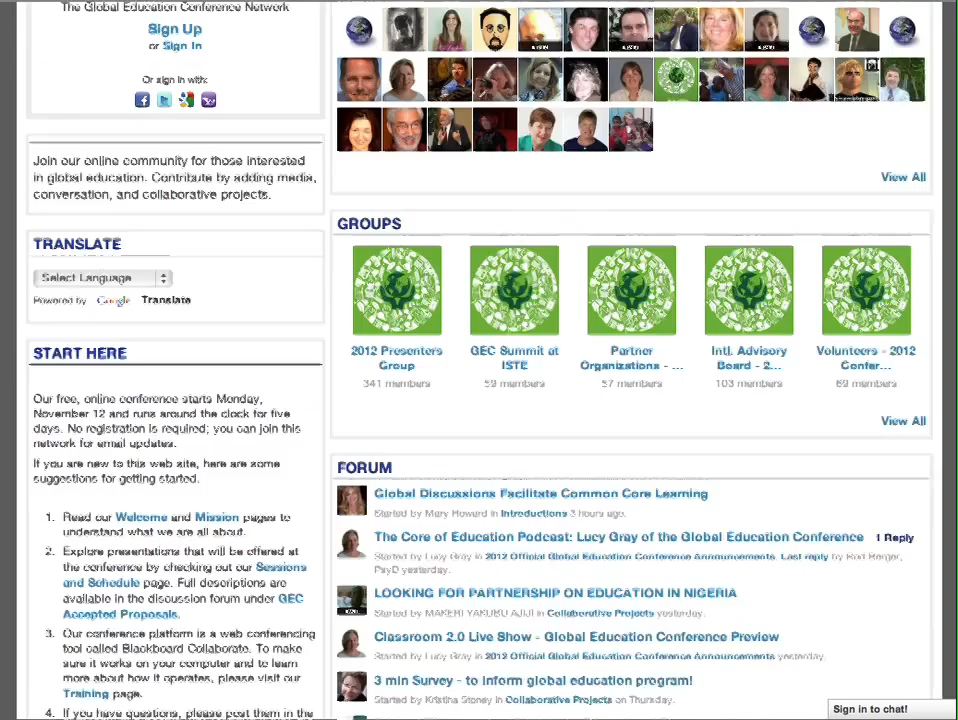 The Global Education Conference Network
Sign Up
or Sign In
Or sign in with:
Join our online community for those interested
in global education. Contribute by adding media,
conversation, and collaborative projects.
TRANSLATE
Select Language
Powered by Google Translate
START HERE
Our free, online conference starts Monday,
November 12 and runs around the clock for five
days. No registration is required; you can join this
network for email updates.
If you are new to this web site, here are some
suggestions for getting started.
1. Read our Welcome and Mission pages to
understand what we are all about.
2. Explore presentations that will be offered at
the conference by checking out our Sessions
and Schedule page. Full descriptions are
available in the discussion forum under GEC
Accepted Proposals.
3. Our conference platform is a web conferencing
tool called Blackboard Collaborate. To make
sure it works on your computer and to learn
more about how it operates, please visit our
Training page.
4. If you have questions, please post them in the
View All
GROUPS
2012 Presenters
Group
341 members
GEC Summit at
ISTE
59 members
Partner
Organizations - ...
57 members
Intl. Advisory
Board - 2...
103 members
Volunteers - 2012
Confer...
69 members
View All
FORUM
Global Discussions Facilitate Common Core Learning
Started by Mary Howard in Introductions 3 hours ago.
The Core of Education Podcast: Lucy Gray of the Global Education Conference 1 Reply
Started by Lucy Gray in 2012 Official Global Education Conference Announcements. Last reply by Rod Berger,
PsyD yesterday.
LOOKING FOR PARTNERSHIP ON EDUCATION IN NIGERIA
Started by MAKERI YAKUBU AJIJI in Collaborative Projects yesterday.
Classroom 2.0 Live Show - Global Education Conference Preview
Started by Lucy Gray in 2012 Official Global Education Conference Announcements yesterday.
3 min Survey - to inform global education program!
Started by Kristina Stoney in Collaborative Projects on Thursday.
Sign in to chat!